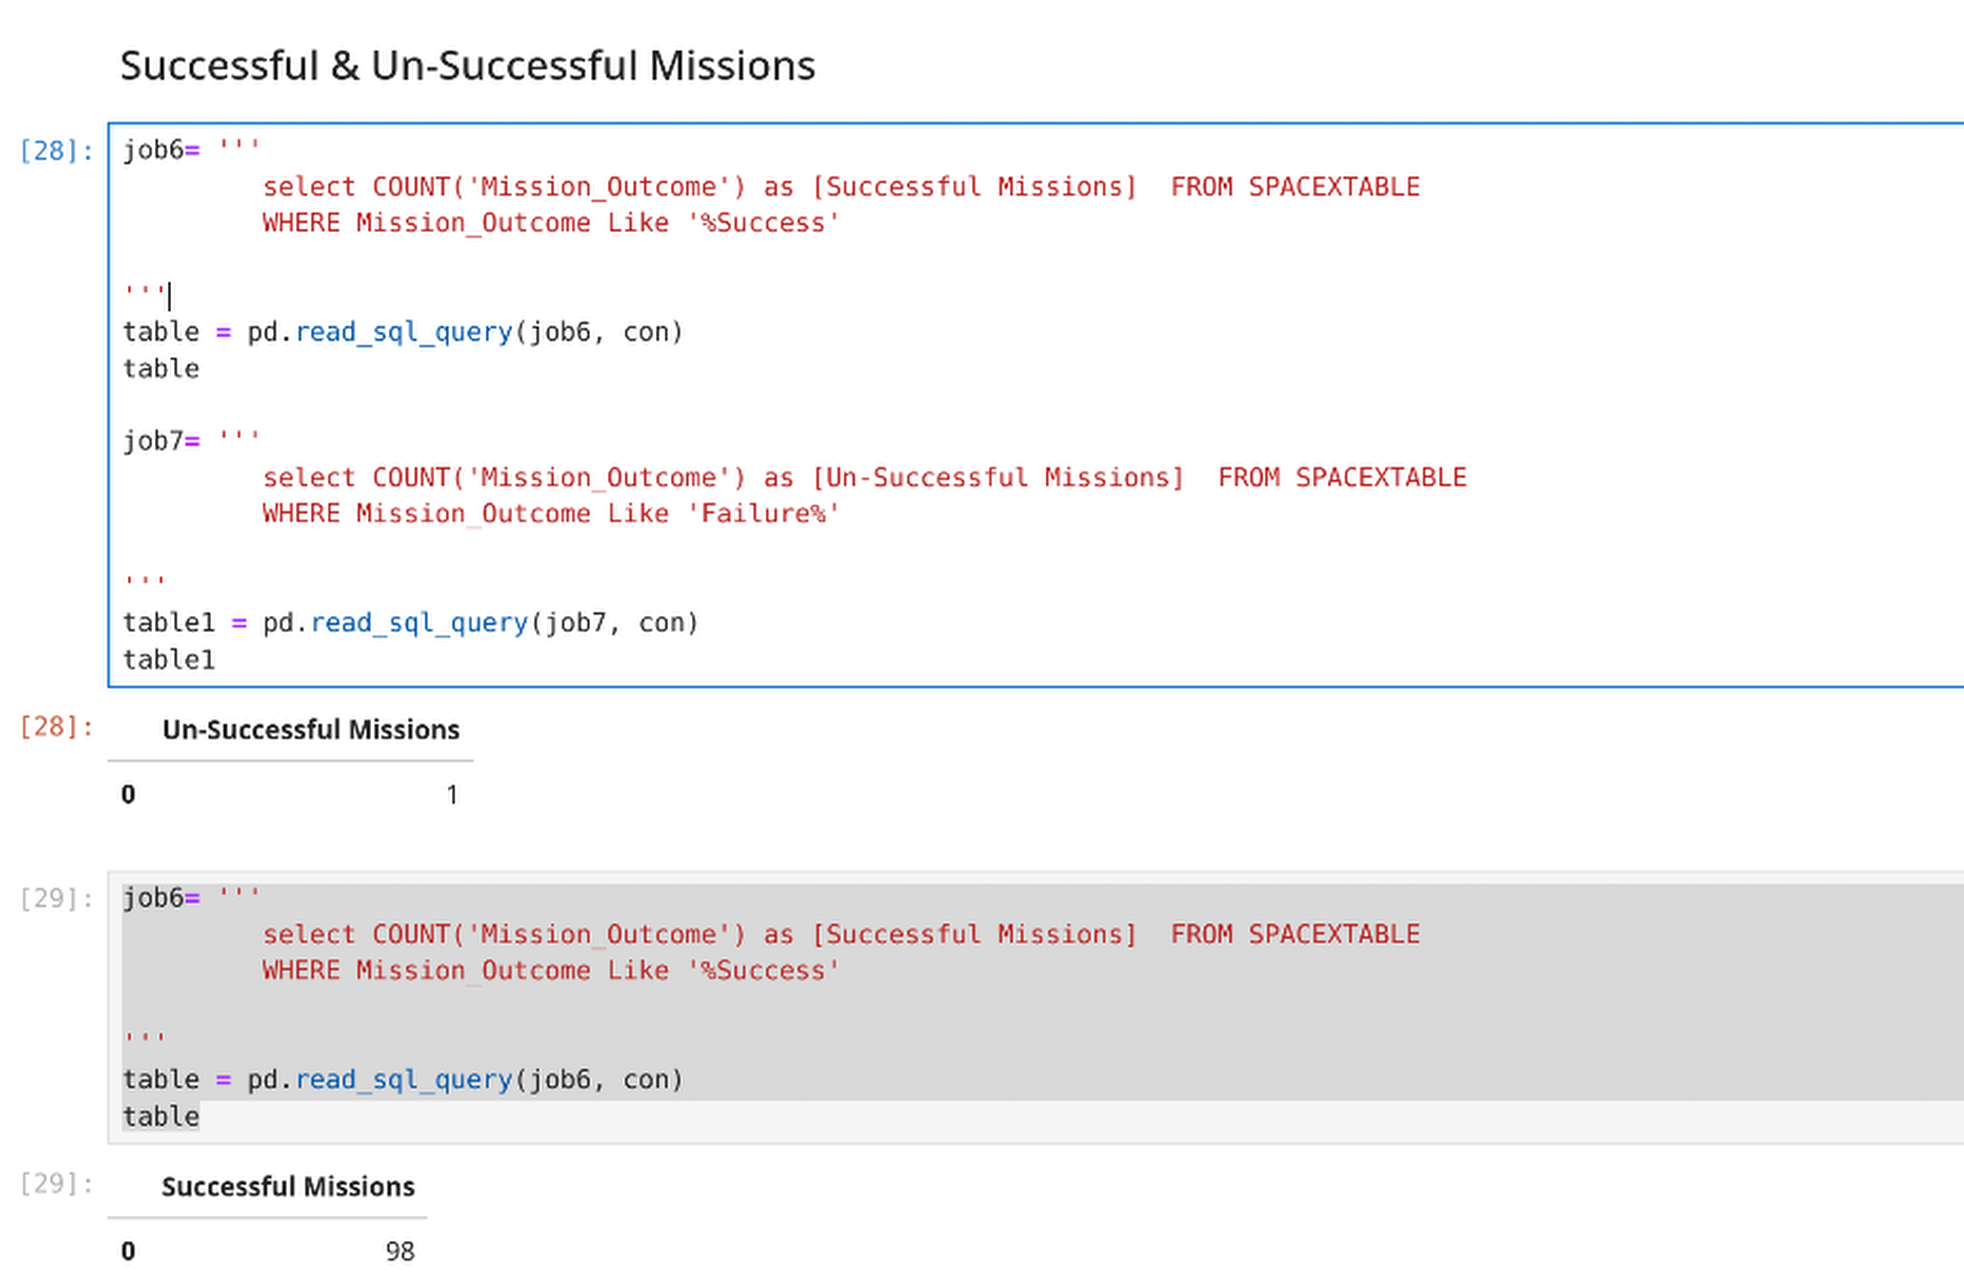 Successful & Un-Successful Missions
[28]: job6= '''
select COUNT('Mission_Outcome') as [Successful Missions]  FROM SPACEXTABLE
WHERE Mission_Outcome Like '%Success'
'''
table = pd.read_sql_query(job6, con)
table
job7= '''
select COUNT('Mission_Outcome') as [Un-Successful Missions]  FROM SPACEXTABLE
WHERE Mission_Outcome Like 'Failure%'
'''
table1 = pd.read_sql_query(job7, con)
table1
[28]: Un-Successful Missions
0 1
[29]: job6= '''
select COUNT('Mission_Outcome') as [Successful Missions]  FROM SPACEXTABLE
WHERE Mission_Outcome Like '%Success'
'''
table = pd.read_sql_query(job6, con)
table
[29]: Successful Missions
0 98